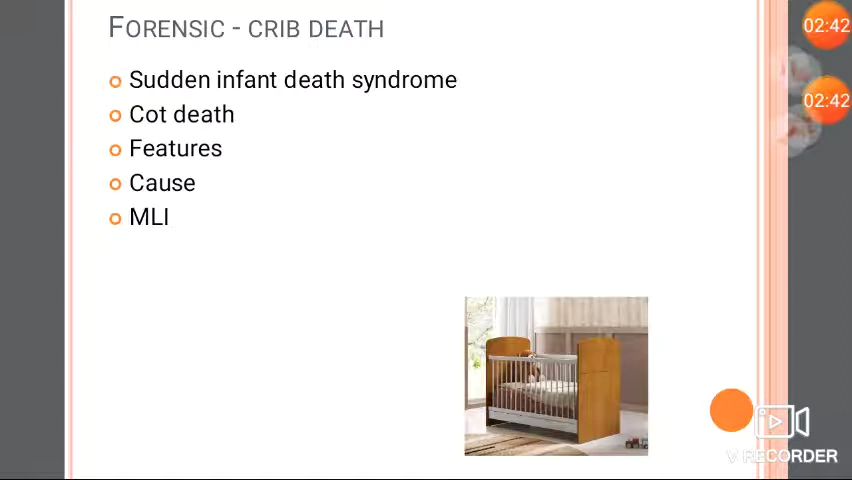 FORENSIC - CRIB DEATH
Sudden infant death syndrome
Cot death
Features
Cause
MLI
02:42
02:42
V RECORDER